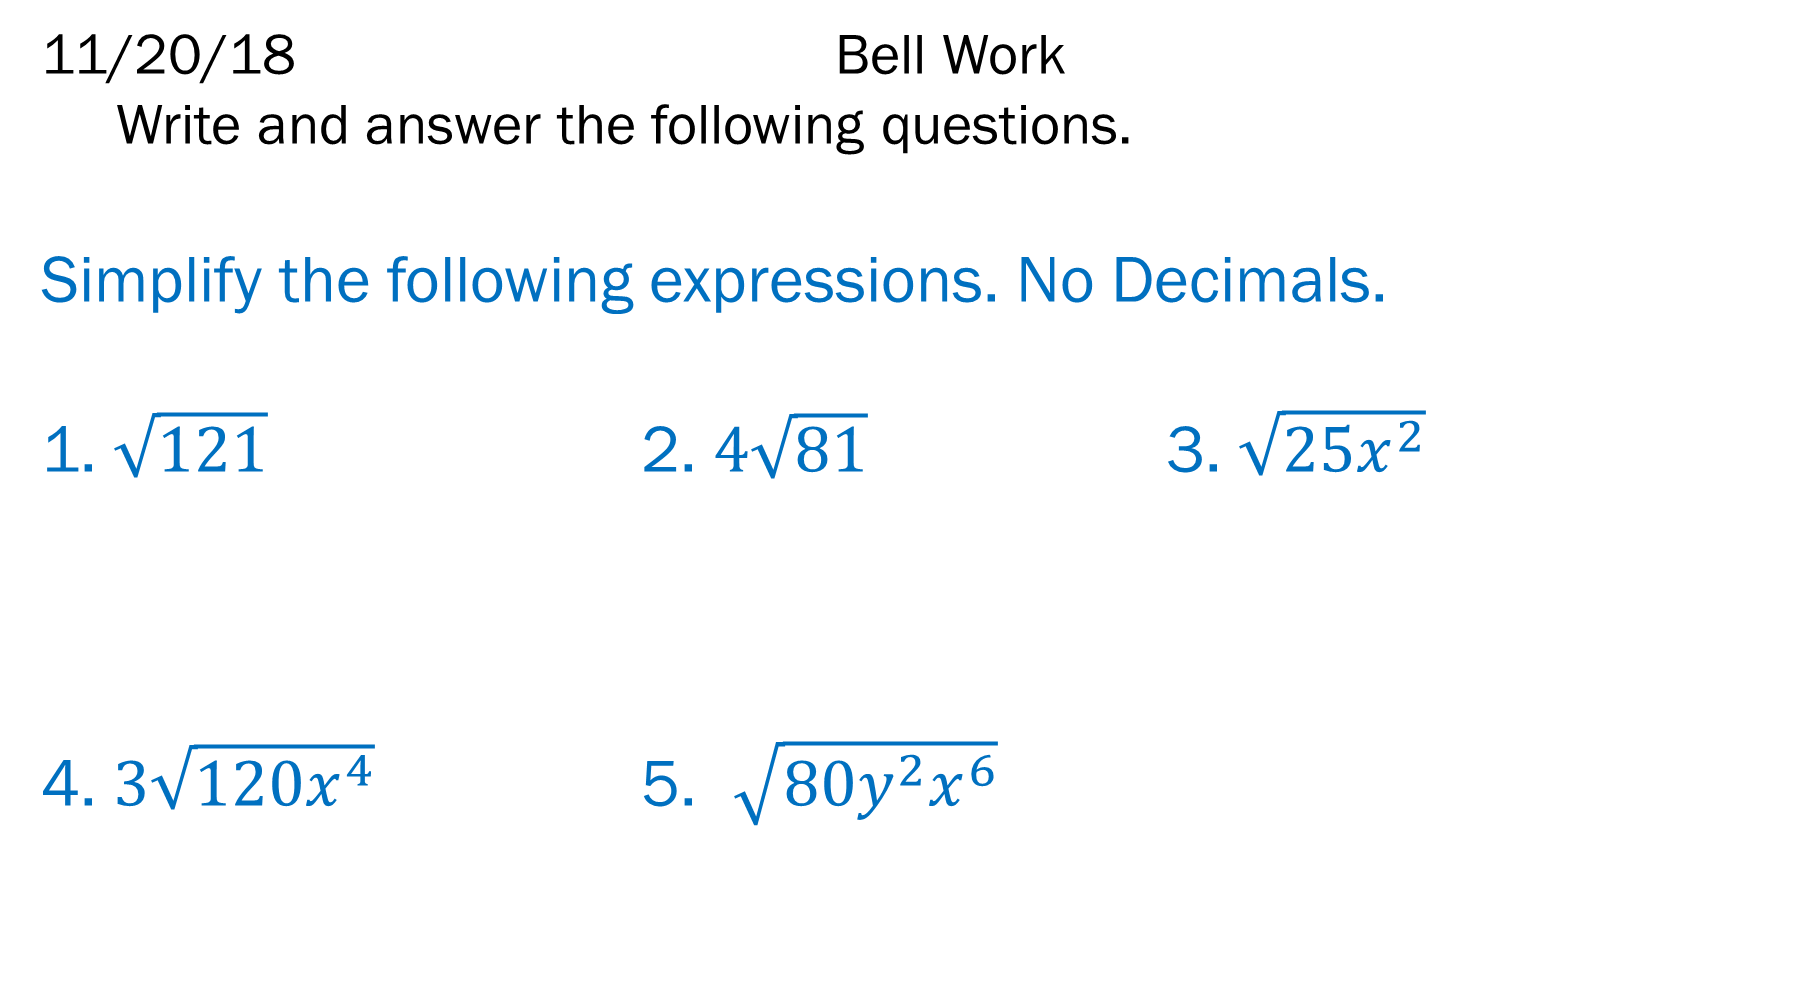 11/20/18 Bell Work
Write and answer the following questions.
Simplify the following expressions. No Decimals.
1. √121 2. 4√81 3. √25x²
4. 3√120x⁴ 5. √80y²x⁶